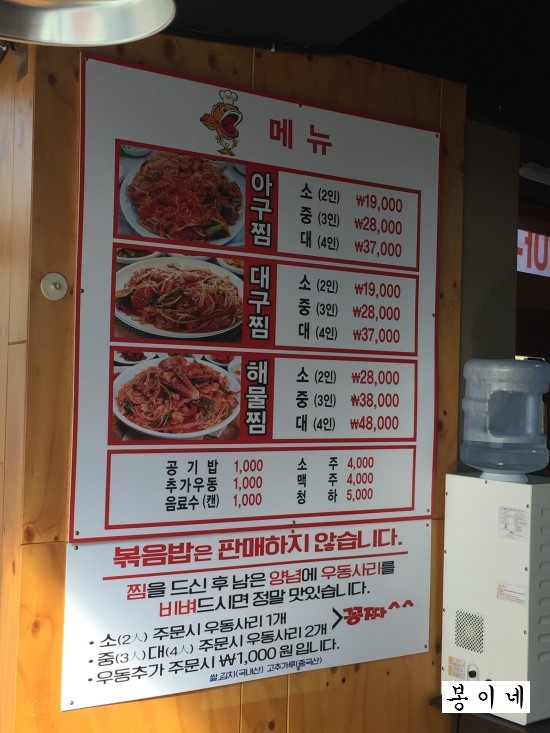 메뉴
아구찜
소 (2인) ₩19,000
중 (3인) ₩28,000
대 (4인) ₩37,000
대구찜
소 (2인) ₩19,000
중 (3인) ₩28,000
대 (4인) ₩37,000
해물찜
소 (2인) ₩28,000
중 (3인) ₩38,000
대 (4인) ₩48,000
공기밥 1,000 소주 4,000
추가우동 1,000 맥주 4,000
음료수(캔) 1,000 청하 5,000
볶음밥은 판매하지 않습니다.
찜을 드신 후 남은 양념에 우동사리를
비벼드시면 정말 맛있습니다.
• 소(2人) 주문시 우동사리 1개
• 중(3人) 대(4人) 주문시 우동사리 2개 >공짜^^
• 우동추가 주문시 ₩1,000원 입니다.
쌀,김치(국내산) 고추가루(중국산)
봉이네